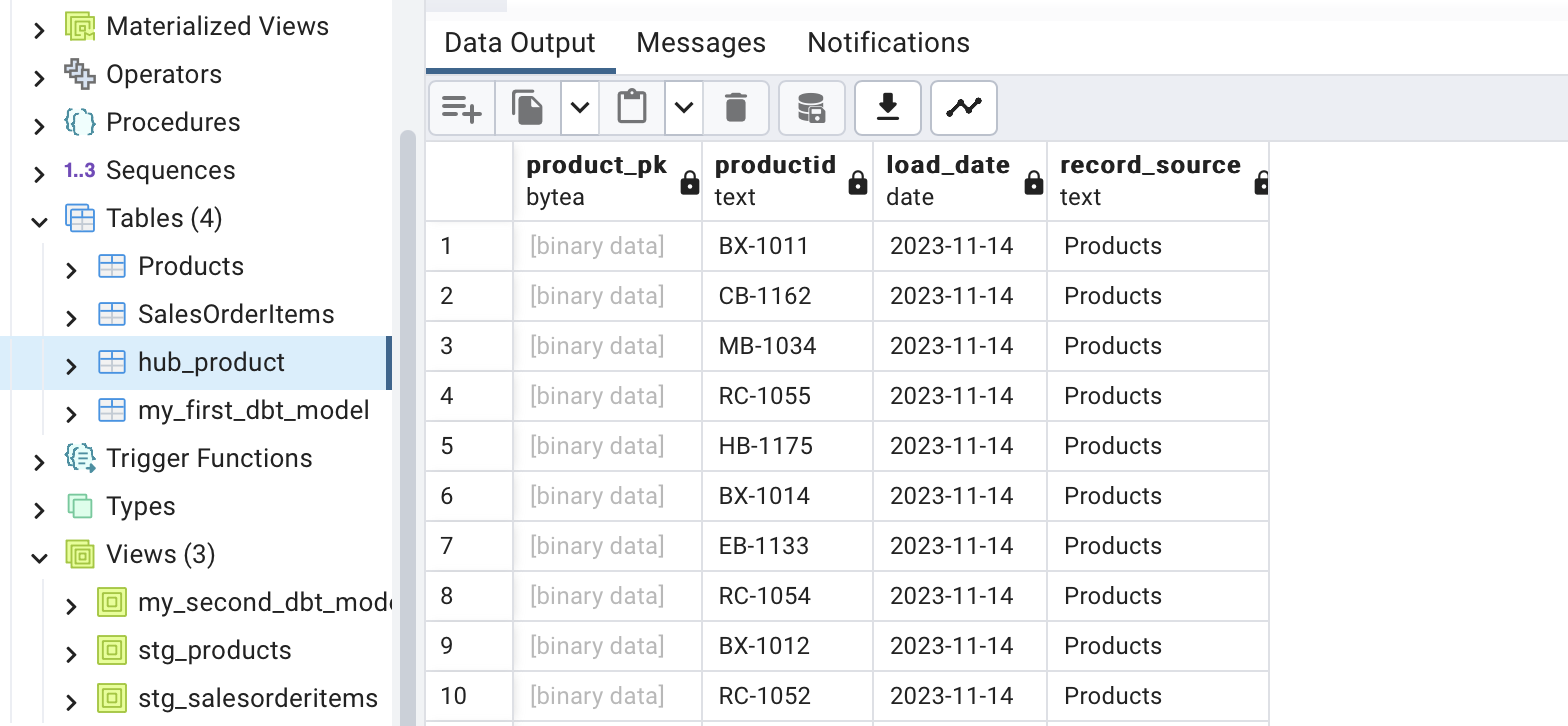 Materialized Views
Operators
Procedures
1..3 Sequences
Tables (4)
Products
SalesOrderItems
hub_product
my_first_dbt_model
Trigger Functions
Types
Views (3)
my_second_dbt_mod
stg_products
stg_salesorderitems
Data Output Messages Notifications
product_pk productid load_date record_source
bytea text date text
1 [binary data] BX-1011 2023-11-14 Products
2 [binary data] CB-1162 2023-11-14 Products
3 [binary data] MB-1034 2023-11-14 Products
4 [binary data] RC-1055 2023-11-14 Products
5 [binary data] HB-1175 2023-11-14 Products
6 [binary data] BX-1014 2023-11-14 Products
7 [binary data] EB-1133 2023-11-14 Products
8 [binary data] RC-1054 2023-11-14 Products
9 [binary data] BX-1012 2023-11-14 Products
10 [binary data] RC-1052 2023-11-14 Products